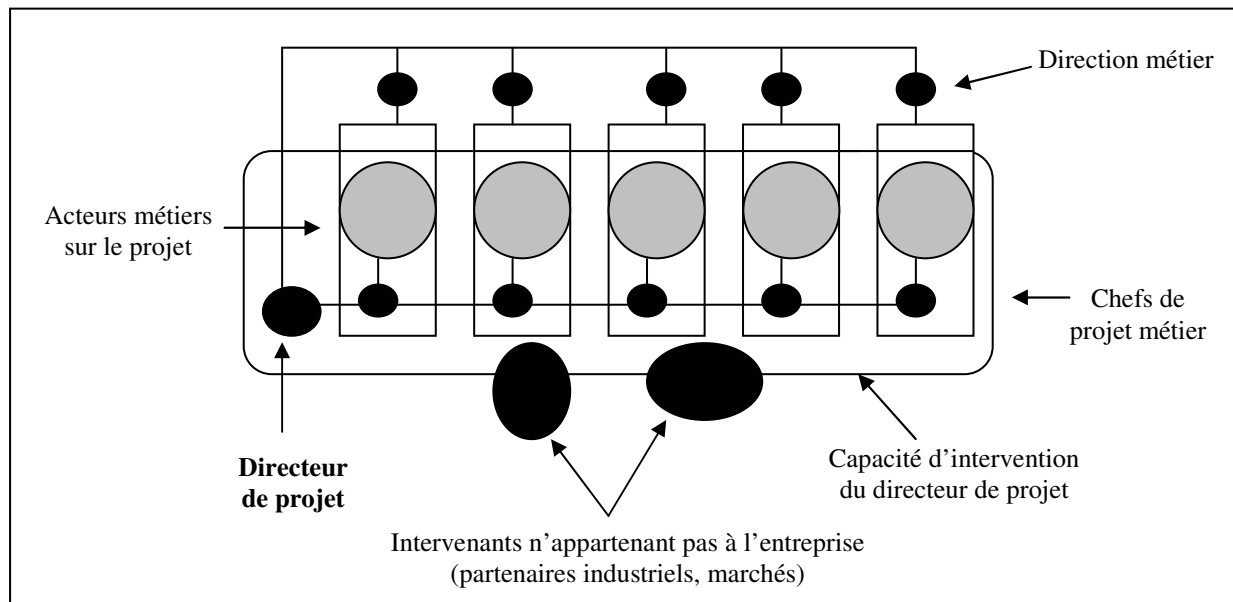 Direction métier
Acteurs métiers
sur le projet
Chefs de
projet métier
Directeur
de projet
Capacité d’intervention
du directeur de projet
Intervenants n’appartenant pas à l’entreprise
(partenaires industriels, marchés)